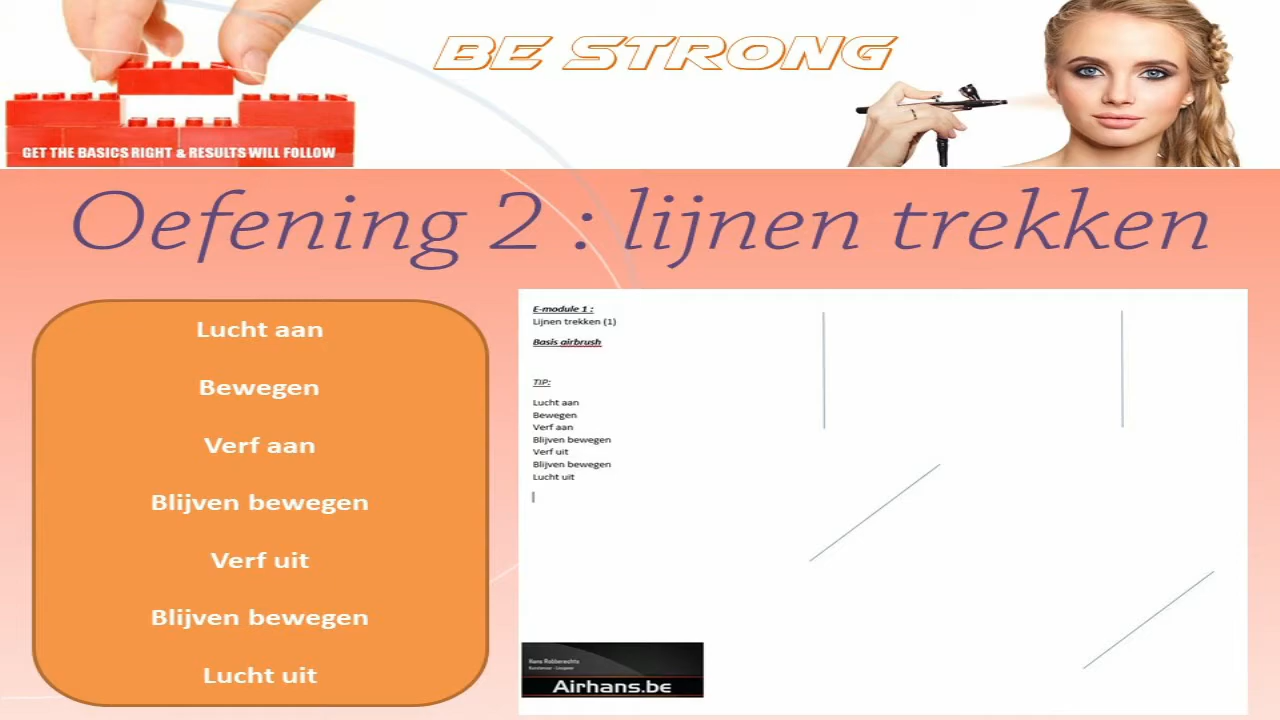 BE STRONG
GET THE BASICS RIGHT & RESULTS WILL FOLLOW
Oefening 2 : lijnen trekken
Lucht aan
Bewegen
Verf aan
Blijven bewegen
Verf uit
Blijven bewegen
Lucht uit
E-module 1 :
Lijnen trekken (1)
Basis airbrush
TIP:
Lucht aan
Bewegen
Verf aan
Blijven bewegen
Verf uit
Blijven bewegen
Lucht uit
Airhans.be